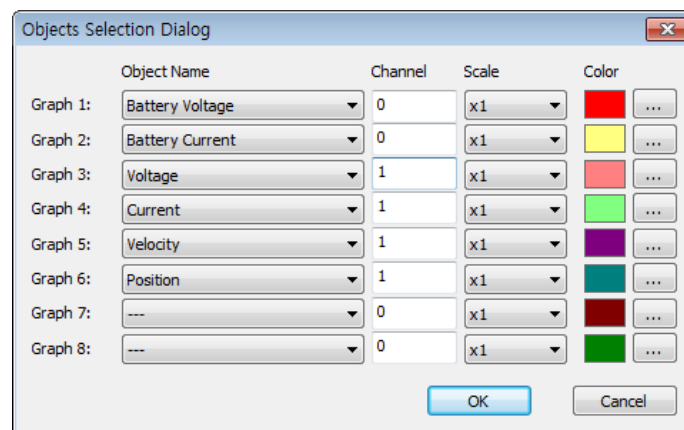 Objects Selection Dialog
Object Name Channel Scale Color
Graph 1: Battery Voltage 0 x1 ...
Graph 2: Battery Current 0 x1 ...
Graph 3: Voltage 1 x1 ...
Graph 4: Current 1 x1 ...
Graph 5: Velocity 1 x1 ...
Graph 6: Position 1 x1 ...
Graph 7: --- 0 x1 ...
Graph 8: --- 0 x1 ...
OK Cancel